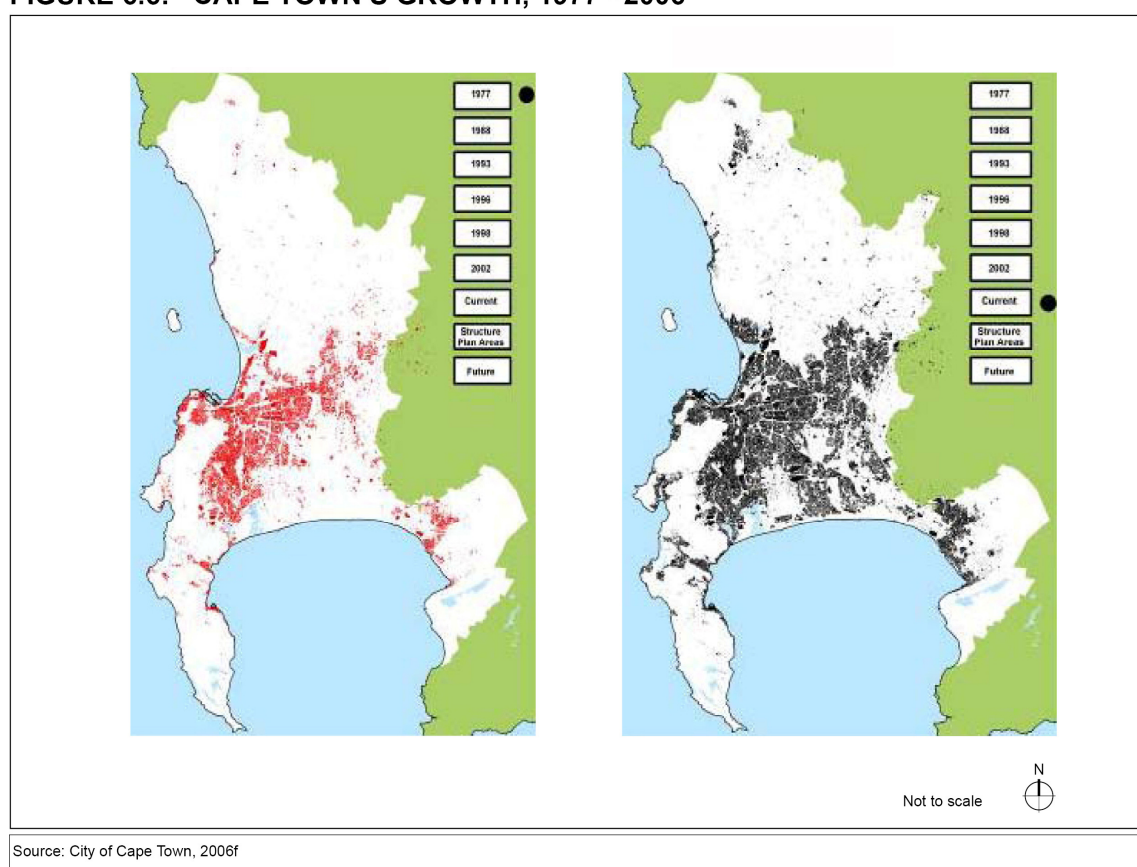 1977
1988
1993
1996
1998
2002
Current
Structure
Plan Areas
Future
1977
1988
1993
1996
1998
2002
Current
Structure
Plan Areas
Future
N
Not to scale
Source: City of Cape Town, 2006f